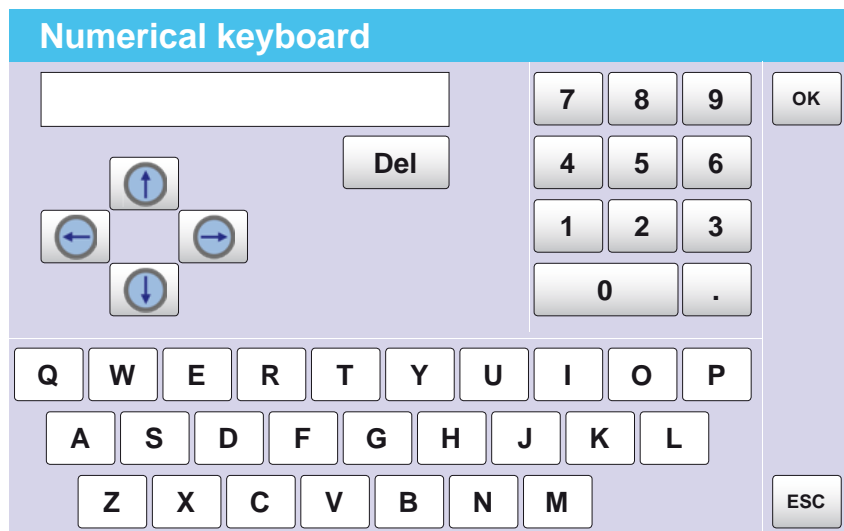 Numerical keyboard
7 8 9 OK
Del 4 5 6
1 2 3
0 .
Q W E R T Y U I O P
A S D F G H J K L
Z X C V B N M ESC